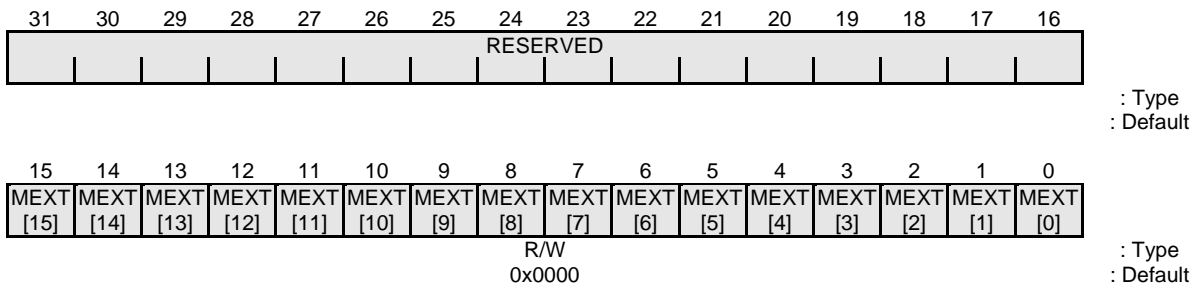 31 30 29 28 27 26 25 24 23 22 21 20 19 18 17 16
RESERVED
: Type
: Default
15 14 13 12 11 10 9 8 7 6 5 4 3 2 1 0
MEXT MEXT MEXT MEXT MEXT MEXT MEXT MEXT MEXT MEXT MEXT MEXT MEXT MEXT MEXT MEXT
[15] [14] [13] [12] [11] [10] [9] [8] [7] [6] [5] [4] [3] [2] [1] [0]
R/W : Type
0x0000 : Default